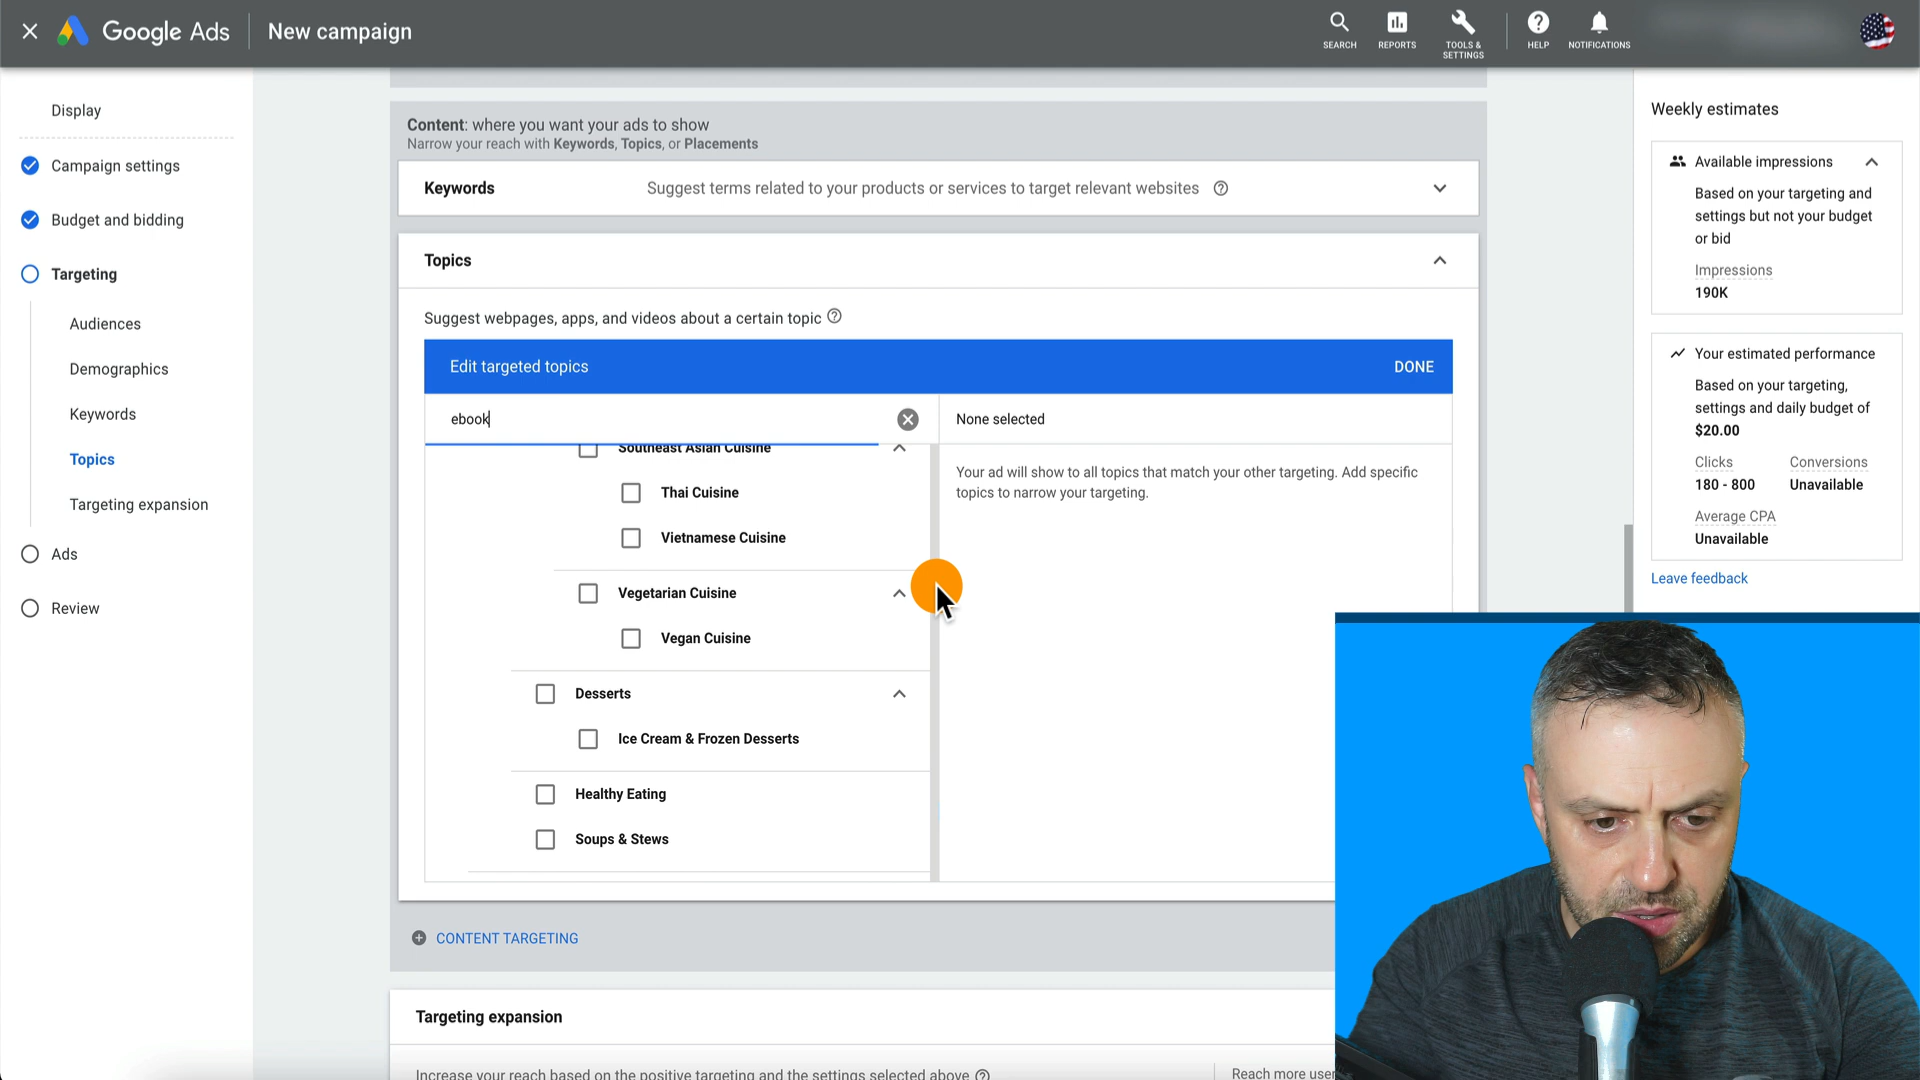 Google Ads
New campaign
SEARCH
REPORTS
TOOLS &
SETTINGS
HELP
NOTIFICATIONS
Display
Campaign settings
Budget and bidding
Targeting
Audiences
Demographics
Keywords
Topics
Targeting expansion
Ads
Review
Content: where you want your ads to show
Narrow your reach with Keywords, Topics, or Placements
Keywords
Suggest terms related to your products or services to target relevant websites
Topics
Suggest webpages, apps, and videos about a certain topic
Edit targeted topics
DONE
ebook
None selected
Your ad will show to all topics that match your other targeting. Add specific
topics to narrow your targeting.
Southeast Asian Cuisine
Thai Cuisine
Vietnamese Cuisine
Vegetarian Cuisine
Vegan Cuisine
Desserts
Ice Cream & Frozen Desserts
Healthy Eating
Soups & Stews
CONTENT TARGETING
Targeting expansion
Increase your reach based on the positive targeting and the settings selected above
Reach more user
Weekly estimates
Available impressions
Based on your targeting and
settings but not your budget
or bid
Impressions
190K
Your estimated performance
Based on your targeting,
settings and daily budget of
$20.00
Clicks
Conversions
180 - 800
Unavailable
Average CPA
Unavailable
Leave feedback